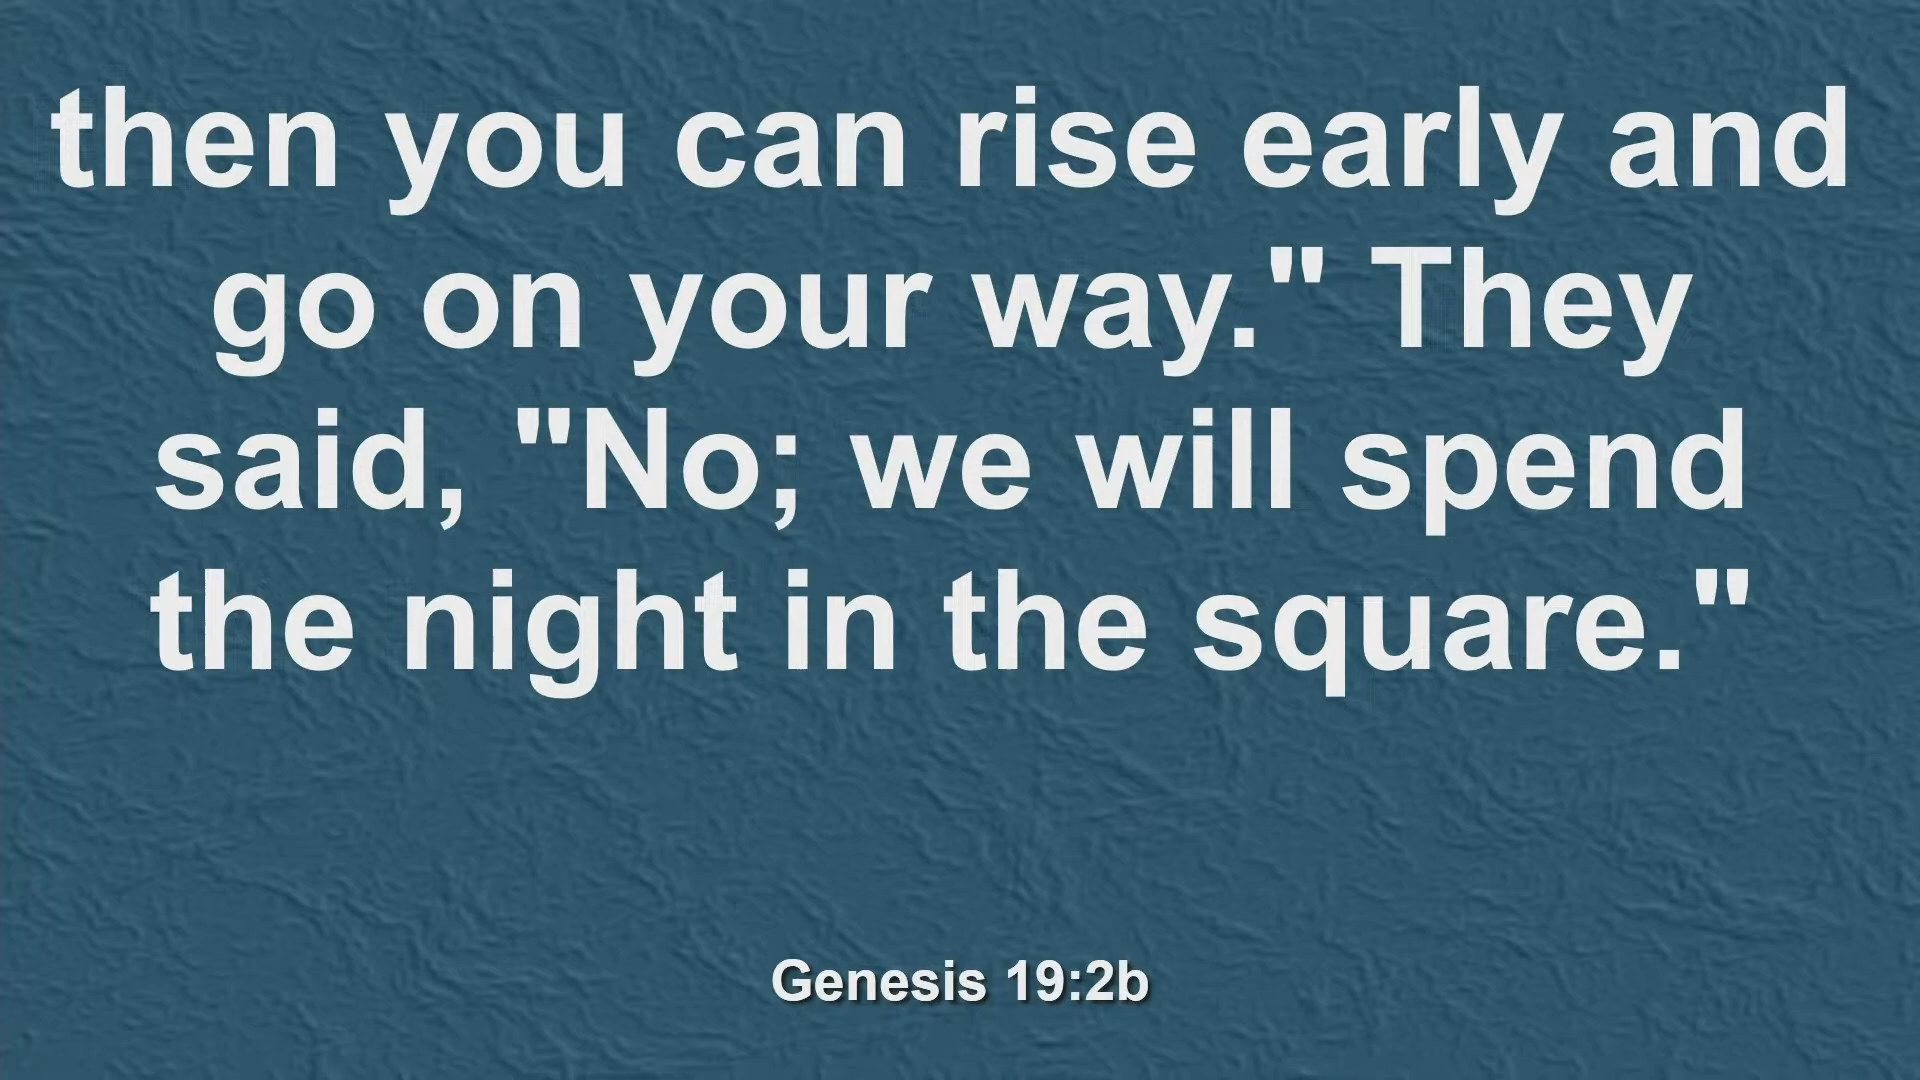 then you can rise early and
go on your way." They
said, "No; we will spend
the night in the square."
Genesis 19:2b